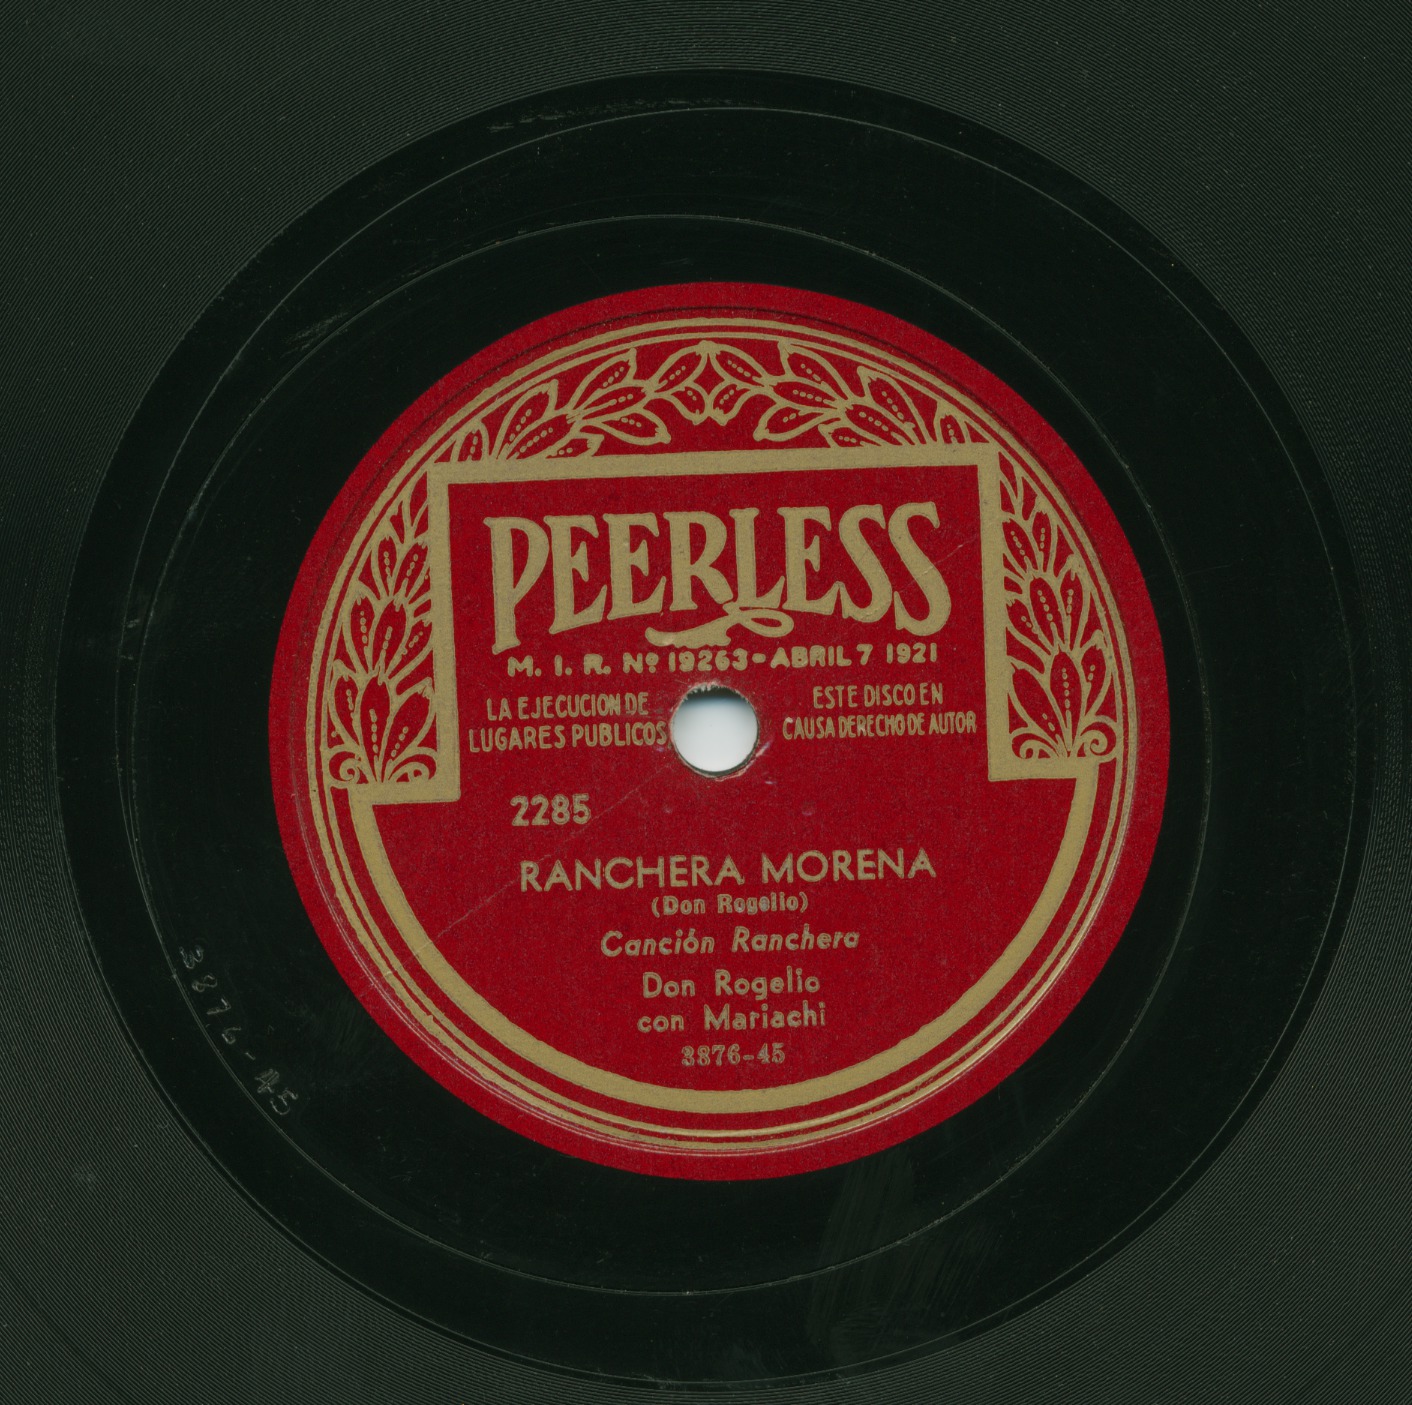 PEERLESS
M. I. R. Nº 19263-ABRIL 7 1921
LA EJECUCION DE ESTE DISCO EN
LUGARES PUBLICOS CAUSA DERECHO DE AUTOR
2285
RANCHERA MORENA
(Don Rogelio)
Canción Ranchera
Don Rogelio
con Mariachi
3876-45
3876-45